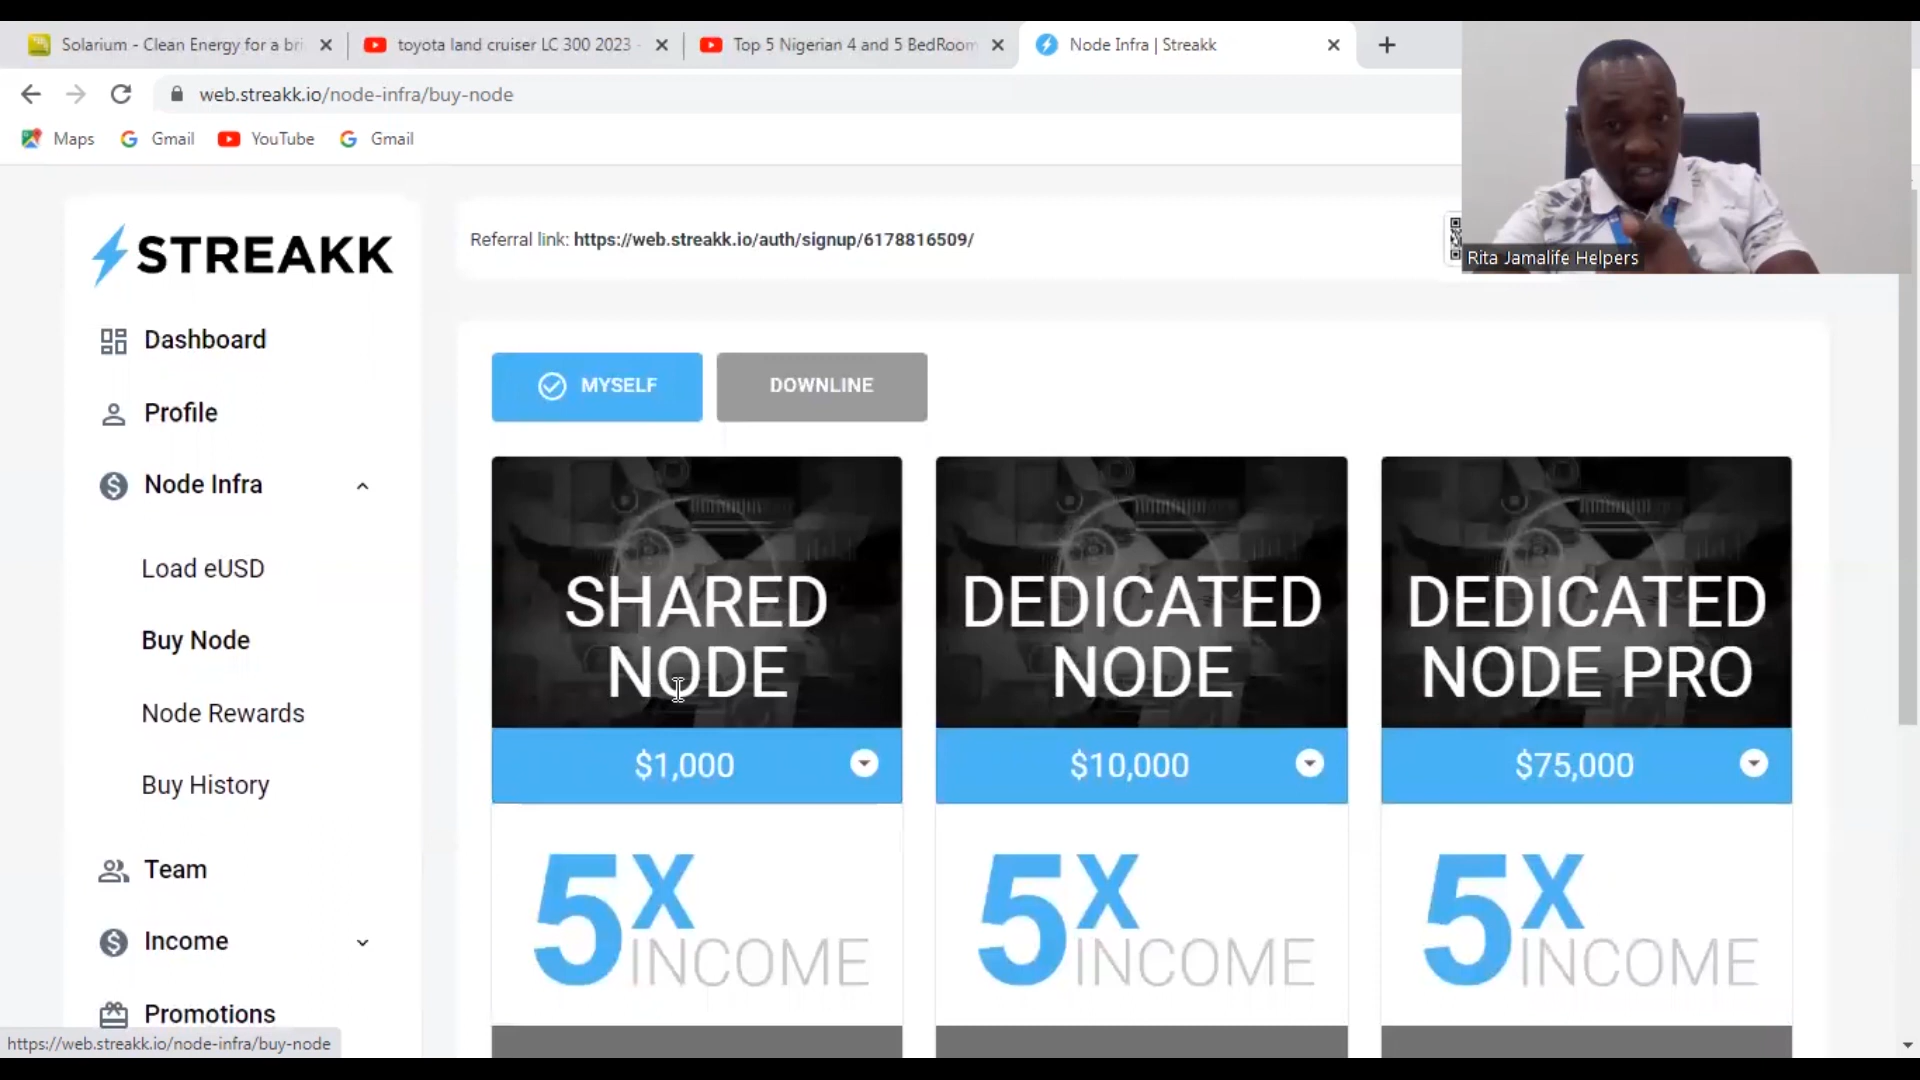 Solarium - Clean Energy for a bri
toyota land cruiser LC 300 2023 -
Top 5 Nigerian 4 and 5 BedRoom
Node Infra | Streakk
web.streakk.io/node-infra/buy-node
Maps
Gmail
YouTube
Gmail
Rita Jamalife Helpers
STREAKK
Referral link: https://web.streakk.io/auth/signup/6178816509/
Dashboard
Profile
Node Infra
Load eUSD
Buy Node
Node Rewards
Buy History
Team
Income
Promotions
MYSELF
DOWNLINE
SHARED
NODE
$1,000
5X
INCOME
DEDICATED
NODE
$10,000
5X
INCOME
DEDICATED
NODE PRO
$75,000
5X
INCOME
https://web.streakk.io/node-infra/buy-node